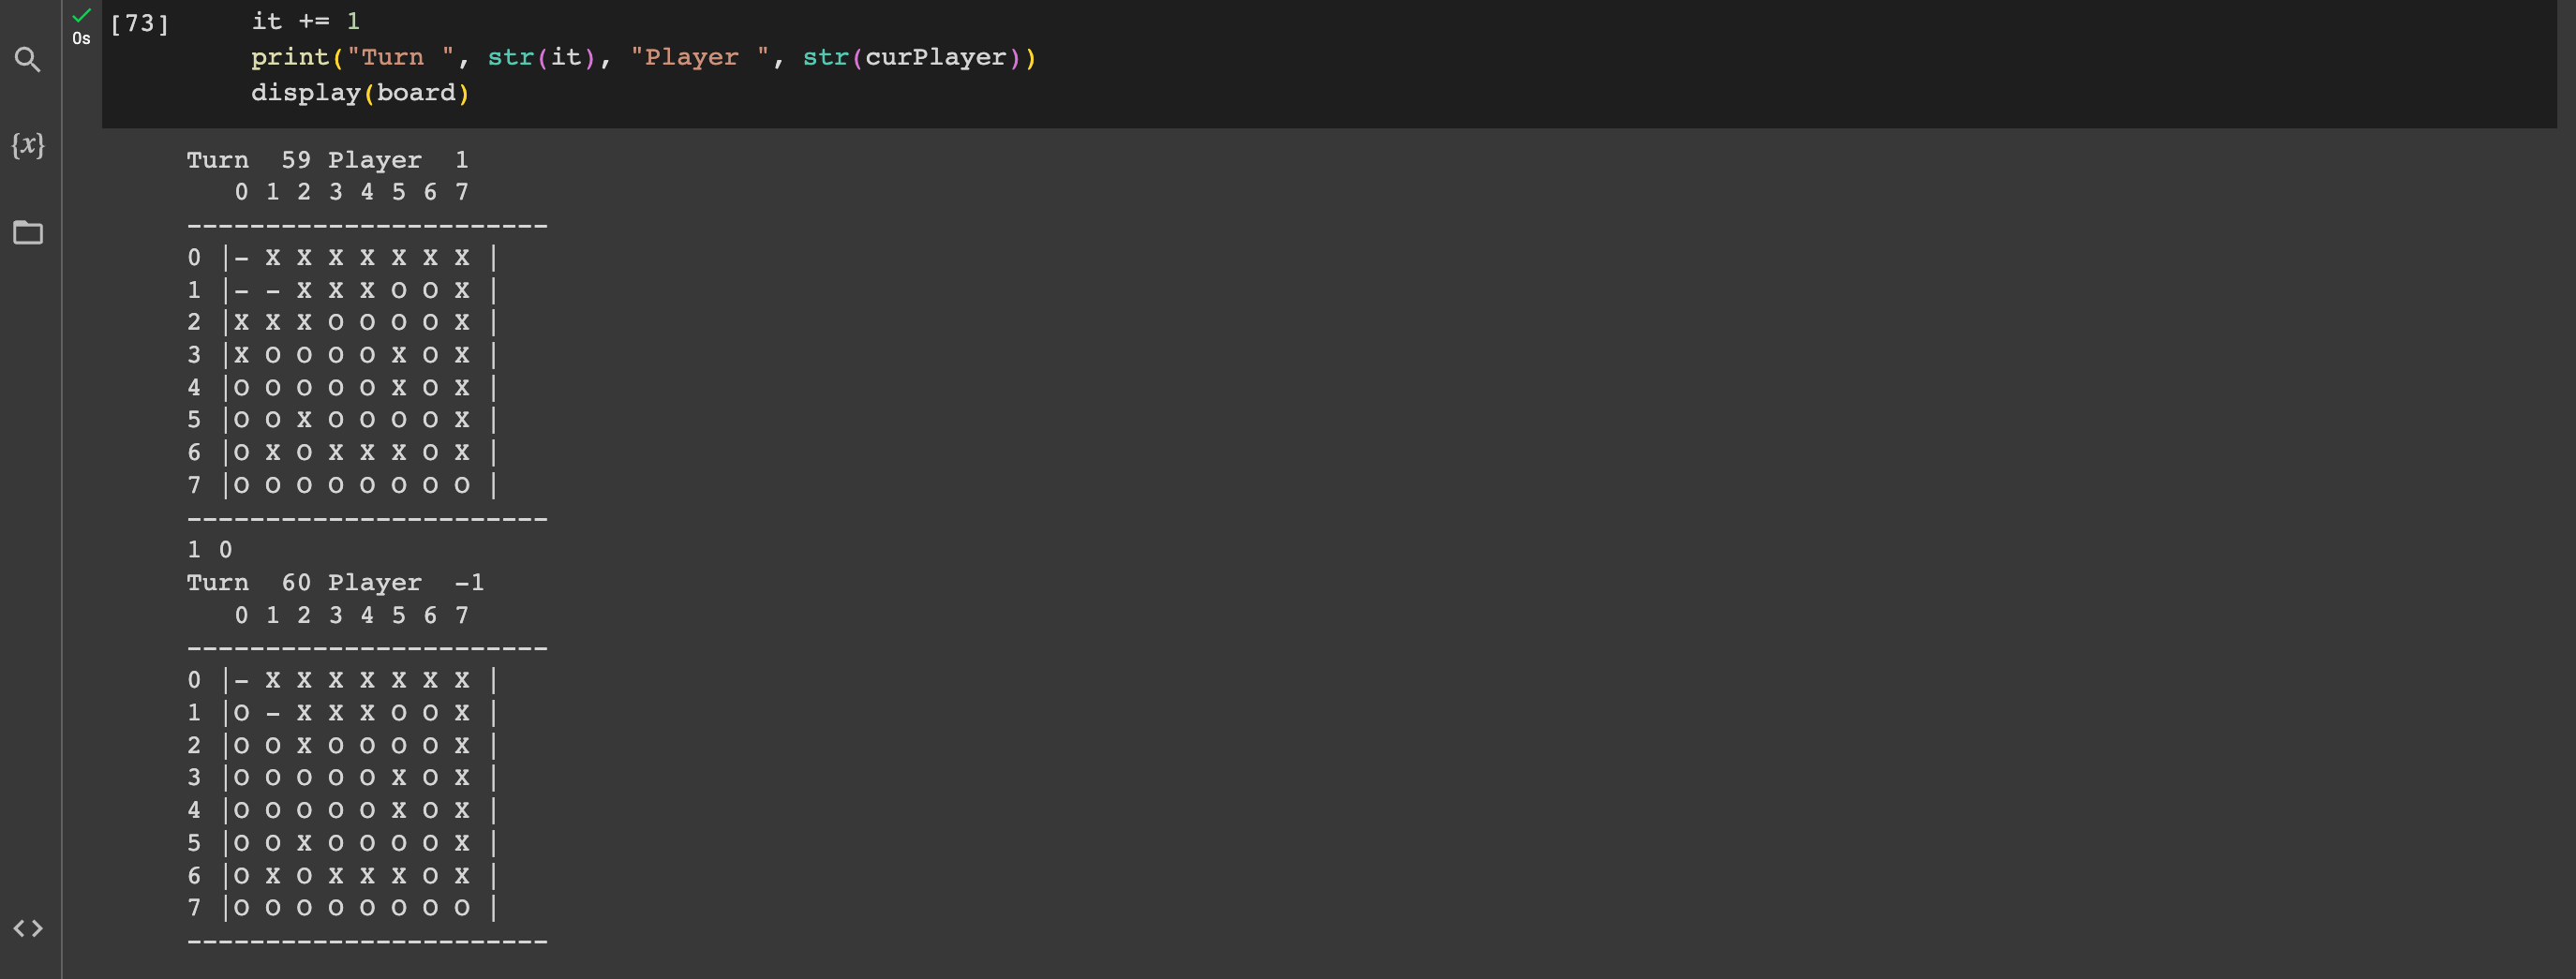 [73] it += 1
0s
print("Turn ", str(it), "Player ", str(curPlayer))
display(board)
{x}
Turn  59 Player  1
   0 1 2 3 4 5 6 7
-----------------------
0 |- X X X X X X X |
1 |- - X X X O O X |
2 |X X X O O O O X |
3 |X O O O O X O X |
4 |O O O O O X O X |
5 |O O X O O O O X |
6 |O X O X X X O X |
7 |O O O O O O O O |
-----------------------
1 0
Turn  60 Player  -1
   0 1 2 3 4 5 6 7
-----------------------
0 |- X X X X X X X |
1 |O - X X X O O X |
2 |O O X O O O O X |
3 |O O O O O X O X |
4 |O O O O O X O X |
5 |O O X O O O O X |
6 |O X O X X X O X |
7 |O O O O O O O O |
-----------------------